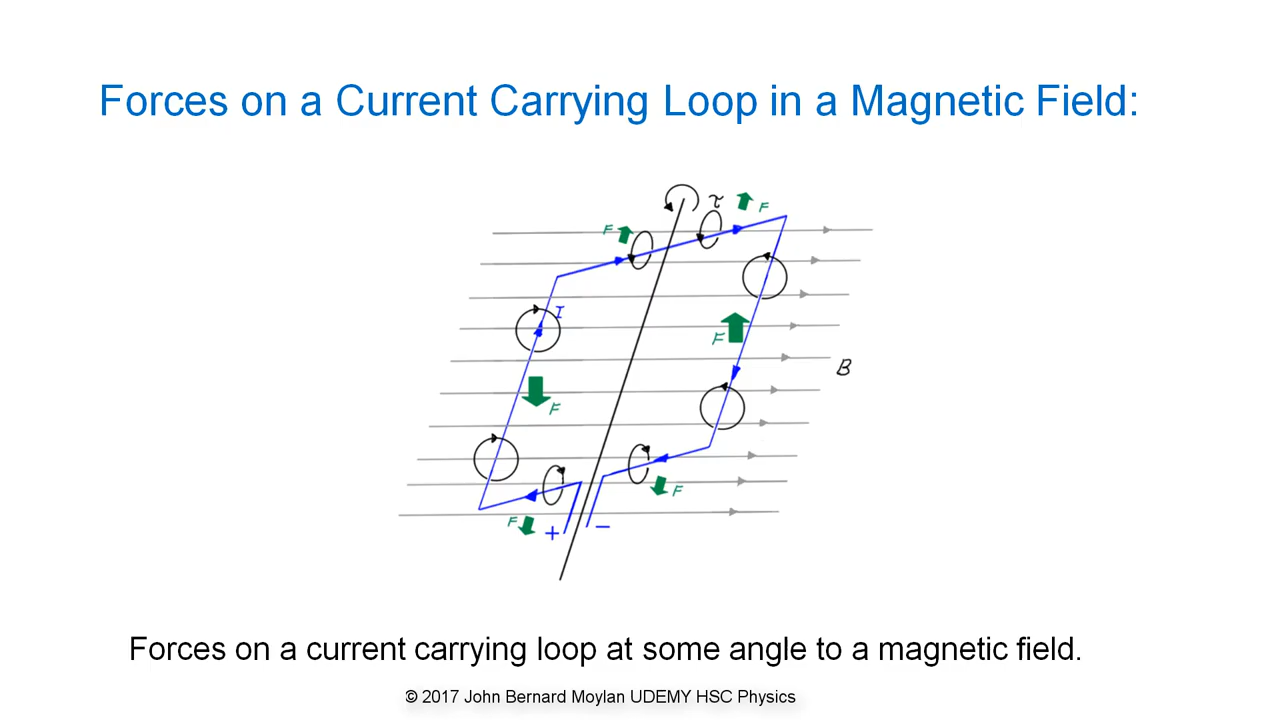 Forces on a Current Carrying Loop in a Magnetic Field:
τ F
F
I
F
B
F
F
F
+ −
Forces on a current carrying loop at some angle to a magnetic field.
© 2017 John Bernard Moylan UDEMY HSC Physics